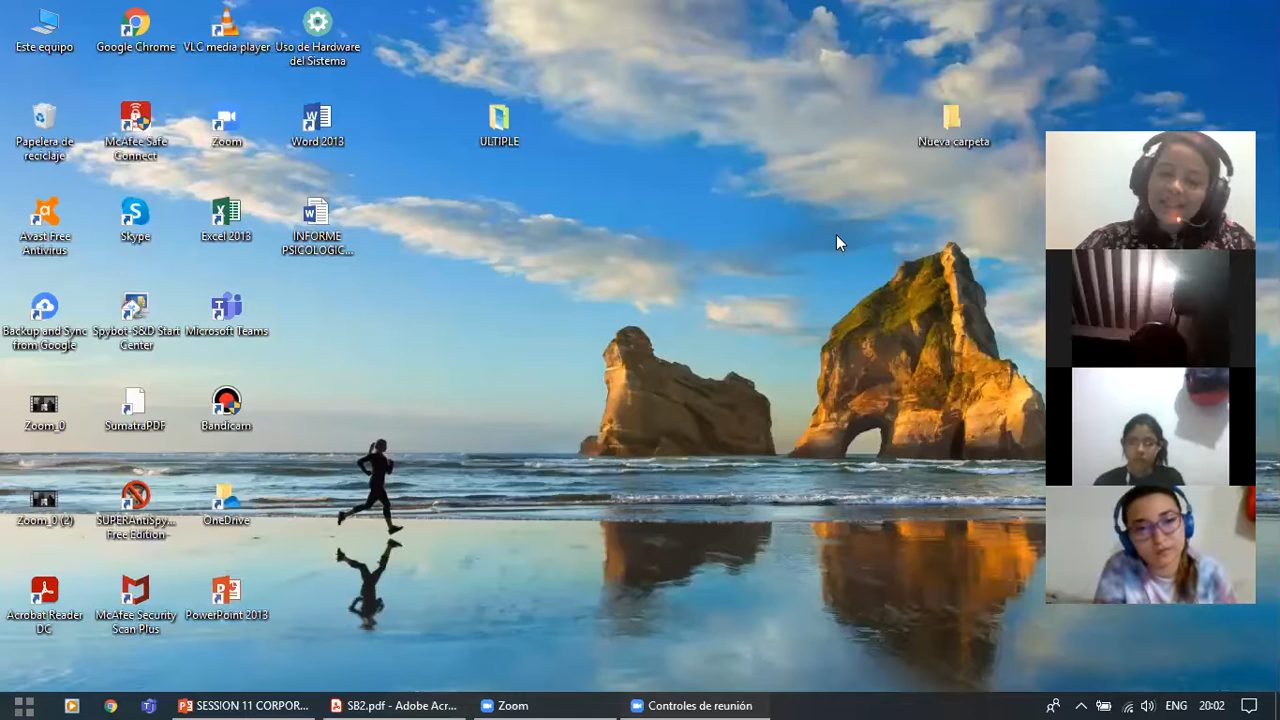 Este equipo
Google Chrome
VLC media player
Uso de Hardware
del Sistema
Papelera de
reciclaje
McAfee Safe
Connect
Zoom
Word 2013
ULTIPLE
Nueva carpeta
Avast Free
Antivirus
Skype
Excel 2013
INFORME
PSICOLOGIC...
Backup and Sync
from Google
Spybot-S&D Start
Center
Microsoft Teams
Zoom_0
SumatraPDF
Bandicam
Zoom_0 (2)
SUPERAntiSpy...
Free Edition
OneDrive
Acrobat Reader
DC
McAfee Security
Scan Plus
PowerPoint 2013
SESSION 11 CORPOR...
SB2.pdf - Adobe Acr...
Zoom
Controles de reunión
ENG
20:02